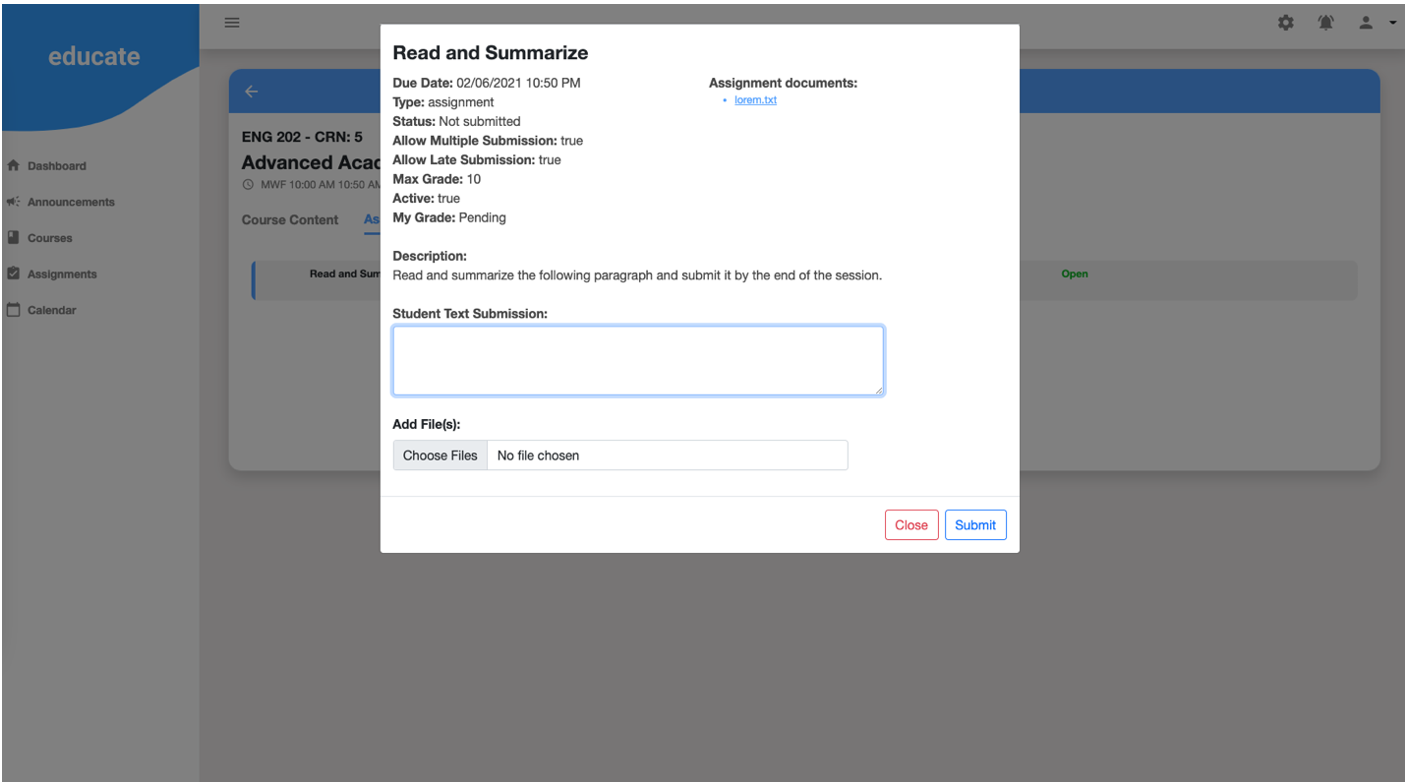 educate
Dashboard
Announcements
Courses
Assignments
Calendar
ENG 202 - CRN: 5
Advanced Acad
MWF 10:00 AM 10:50 AM
Course Content As
Read and Sum
Open
Read and Summarize
Due Date: 02/06/2021 10:50 PM
Type: assignment
Status: Not submitted
Allow Multiple Submission: true
Allow Late Submission: true
Max Grade: 10
Active: true
My Grade: Pending
Assignment documents:
• lorem.txt
Description:
Read and summarize the following paragraph and submit it by the end of the session.
Student Text Submission:
Add File(s):
Choose Files No file chosen
Close Submit